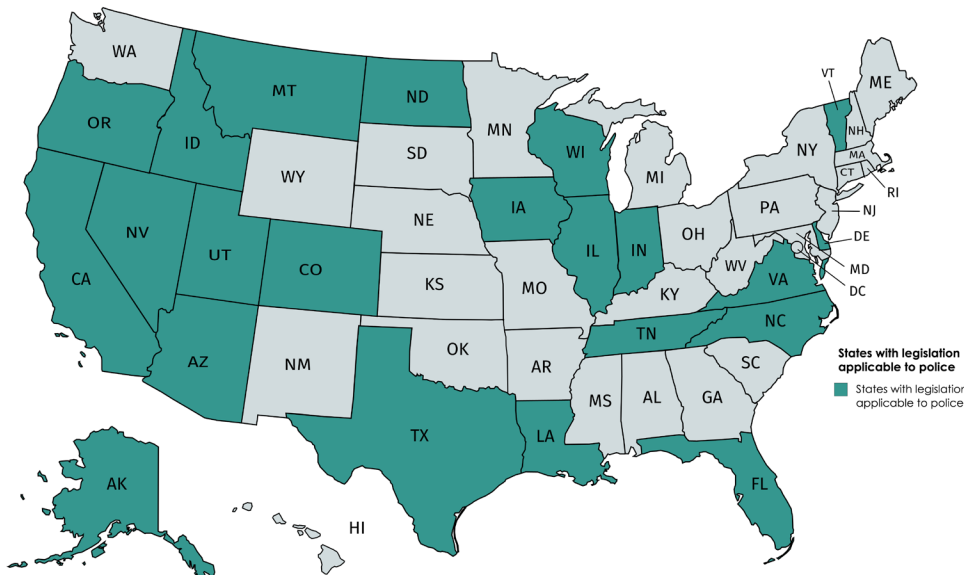 WA
MT
ND
MN
OR
ID
SD
WI
WY
MI
VT
ME
NH
NY
MA
CT
RI
NE
IA
PA
NJ
NV
UT
CO
IL
IN
OH
DE
CA
KS
MO
WV
VA
MD
KY
DC
AZ
NM
OK
AR
TN
NC
SC
MS
AL
GA
TX
LA
AK
FL
HI
States with legislation
applicable to police
States with legislation
applicable to police